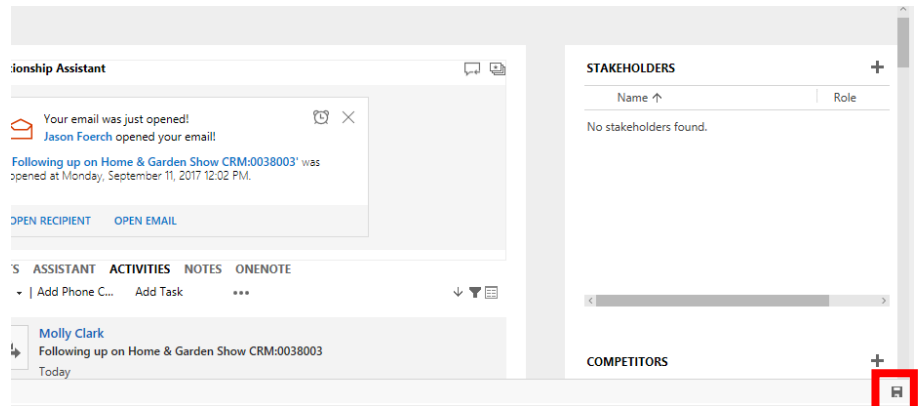 ionship Assistant
Your email was just opened!
Jason Foerch opened your email!
Following up on Home & Garden Show CRM:0038003' was
opened at Monday, September 11, 2017 12:02 PM.
OPEN RECIPIENT OPEN EMAIL
S ASSISTANT ACTIVITIES NOTES ONENOTE
| Add Phone C... Add Task ...
Molly Clark
Following up on Home & Garden Show CRM:0038003
Today
STAKEHOLDERS
Name ↑ Role
No stakeholders found.
COMPETITORS